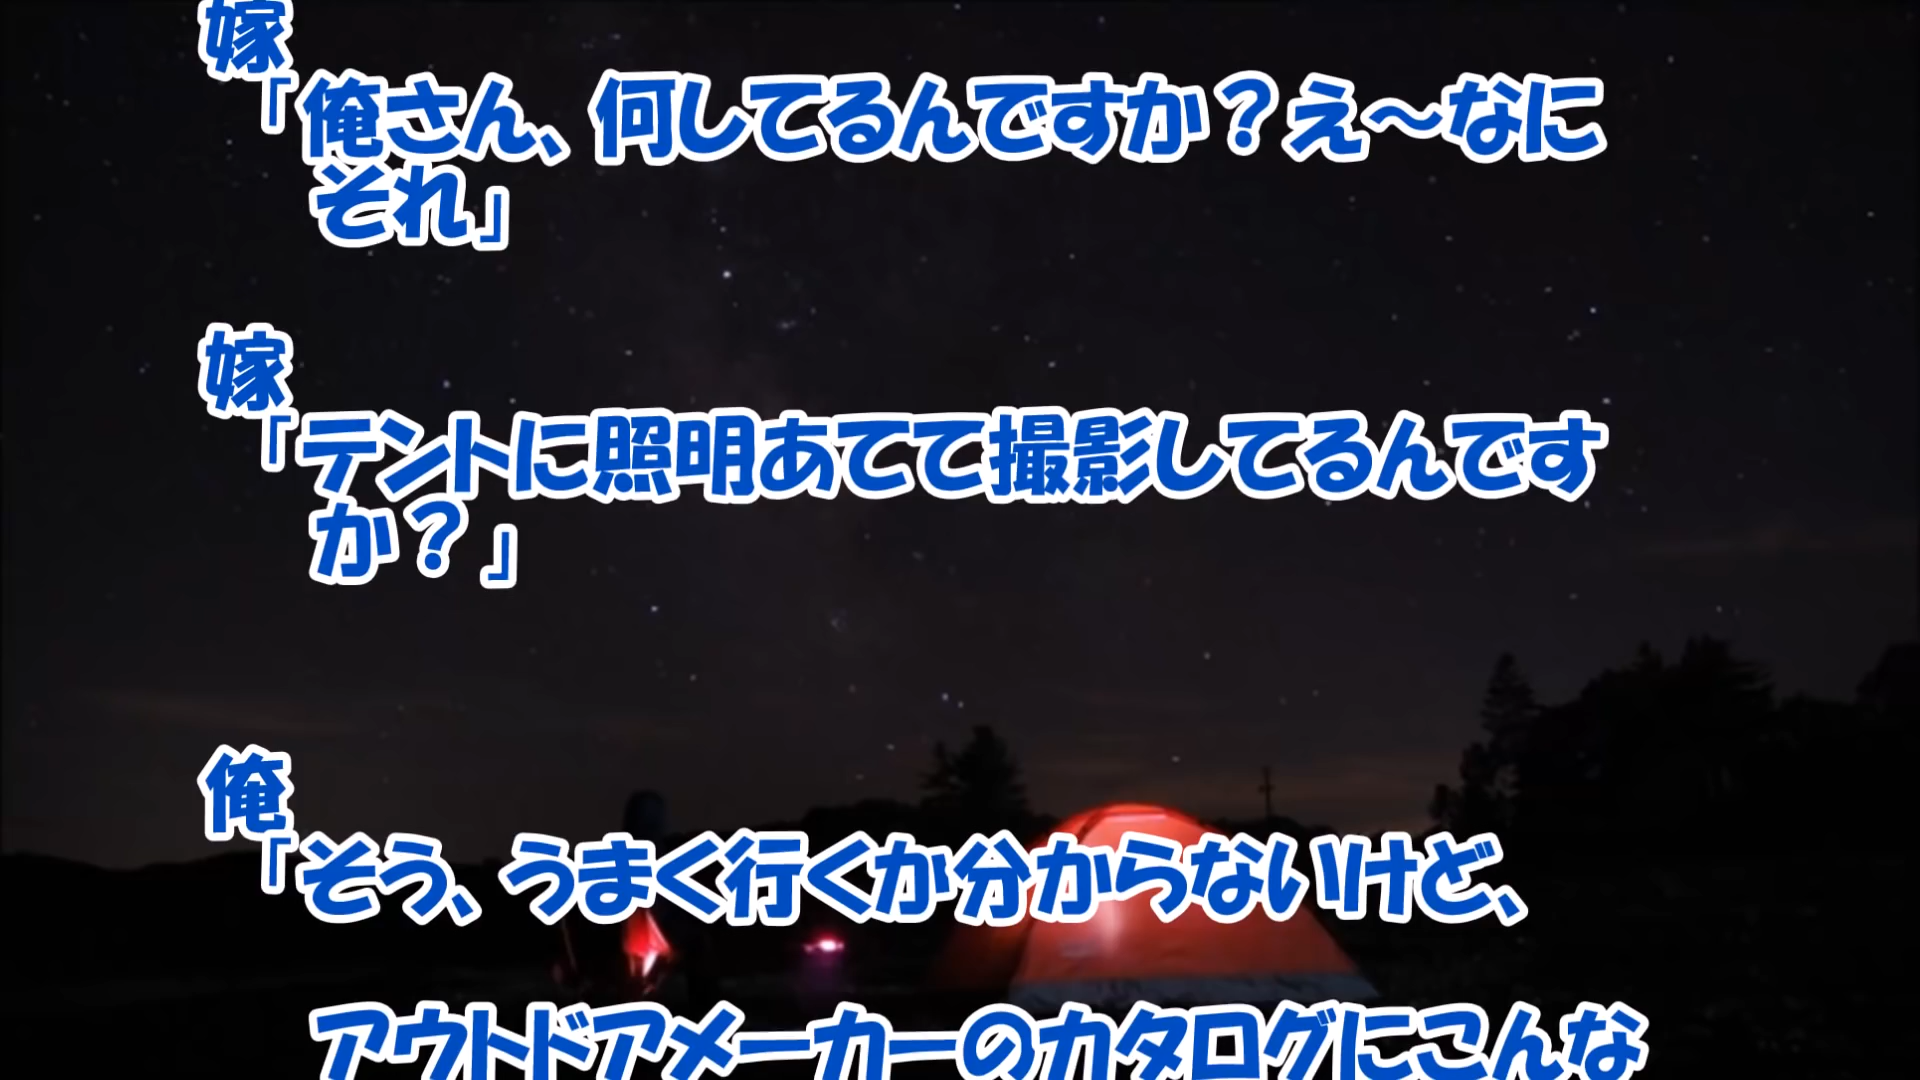 嫁
「俺さん、何してるんですか？え～なに
それ」
嫁
「テントに照明あてて撮影してるんです
か？」
俺
「そう、うまく行くか分からないけど、
アウトドアメーカーのカタログにこんな